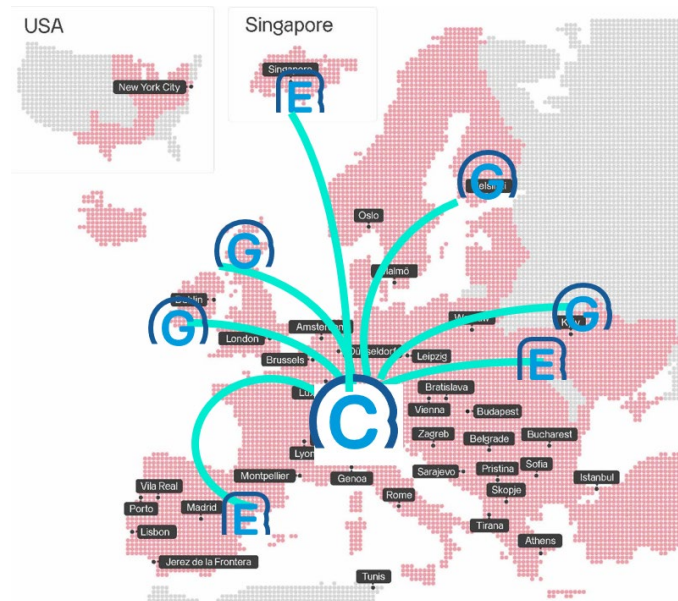 USA
Singapore
New York City
Singapore
E
G
Helsinki
Oslo
G
Malmö
Dublin
G
G
Kyiv
London
Amsterdam
Düsseldorf
Leipzig
Brussels
E
Bratislava
C
Vienna
Budapest
Zagreb
Belgrade
Bucharest
Lyon
Montpellier
Genoa
Sarajevo
Pristina
Sofia
Istanbul
Vila Real
Rome
Skopje
Porto
Madrid
E
Tirana
Lisbon
Athens
Jerez de la Frontera
Tunis